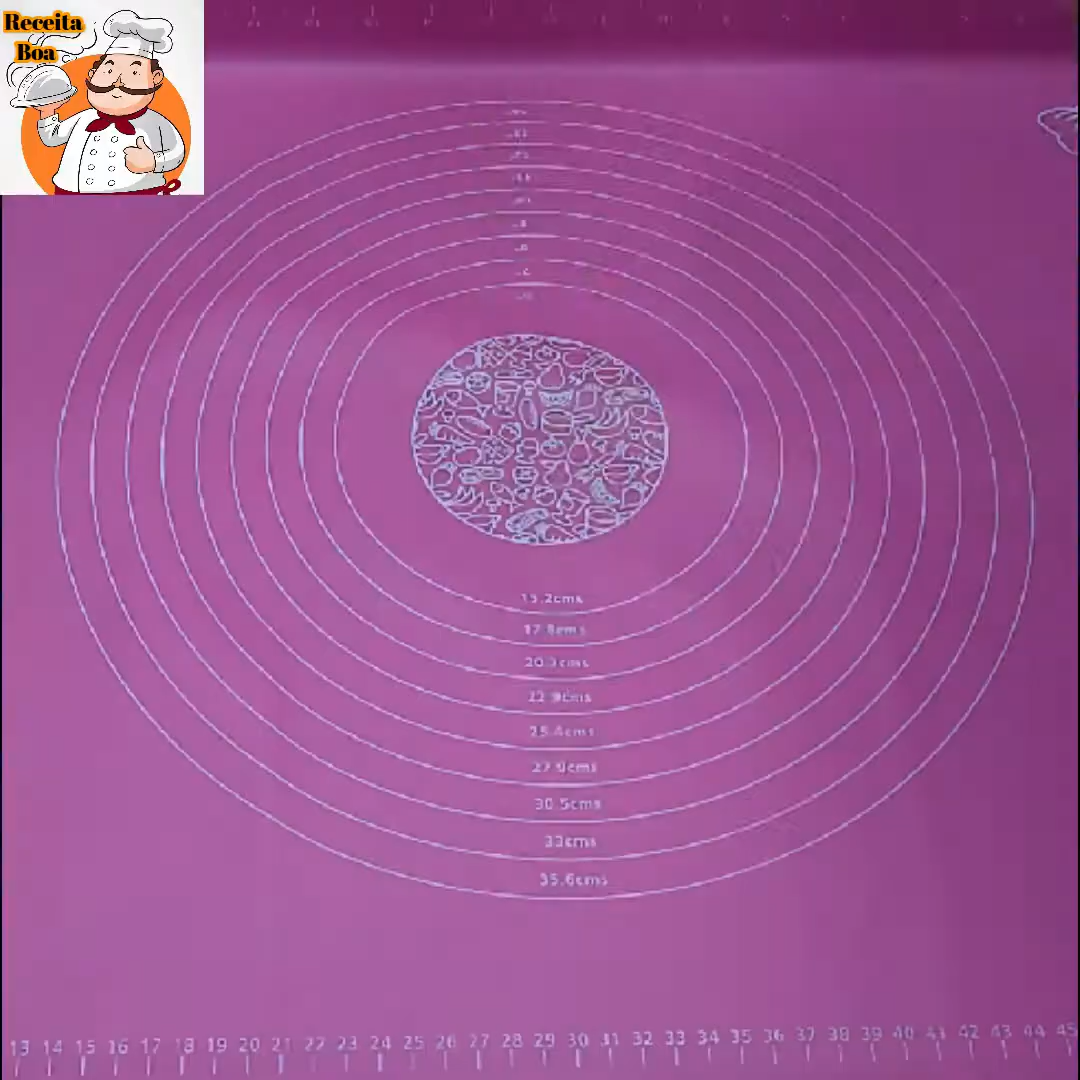 Receita
Boa
15.2cms
17.8cms
20.3cms
22.9cms
25.4cms
30.5cms
33cms
35.6cms
13 14 15 16 17 18 19 20 21 22 23 24 25 26 27 28 29 30 31 32 33 34 35 36 37 38 39 40 41 42 43 44 45